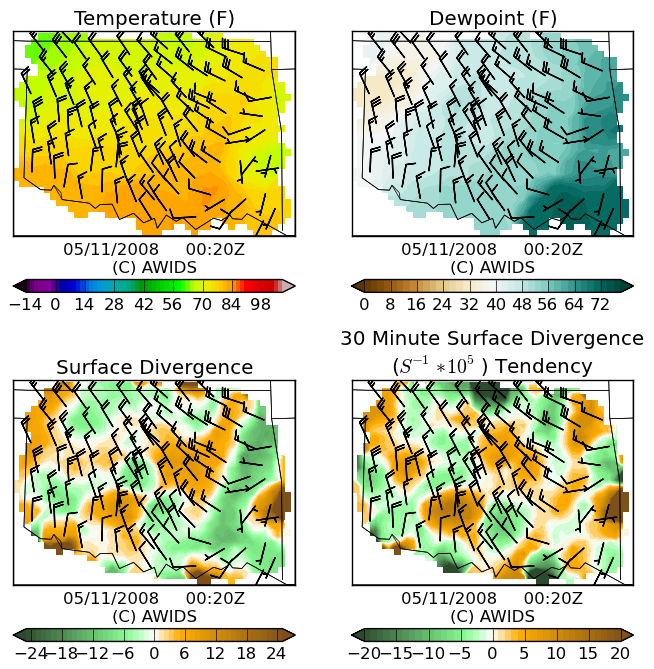 Temperature (F)
Dewpoint (F)
05/11/2008 00:20Z
(C) AWIDS
05/11/2008 00:20Z
(C) AWIDS
−14 0 14 28 42 56 70 84 98
0 8 16 24 32 40 48 56 64 72
Surface Divergence
30 Minute Surface Divergence
(S⁻¹ *10⁵ ) Tendency
05/11/2008 00:20Z
(C) AWIDS
05/11/2008 00:20Z
(C) AWIDS
−24 −18 −12 −6 0 6 12 18 24
−20 −15 −10 −5 0 5 10 15 20